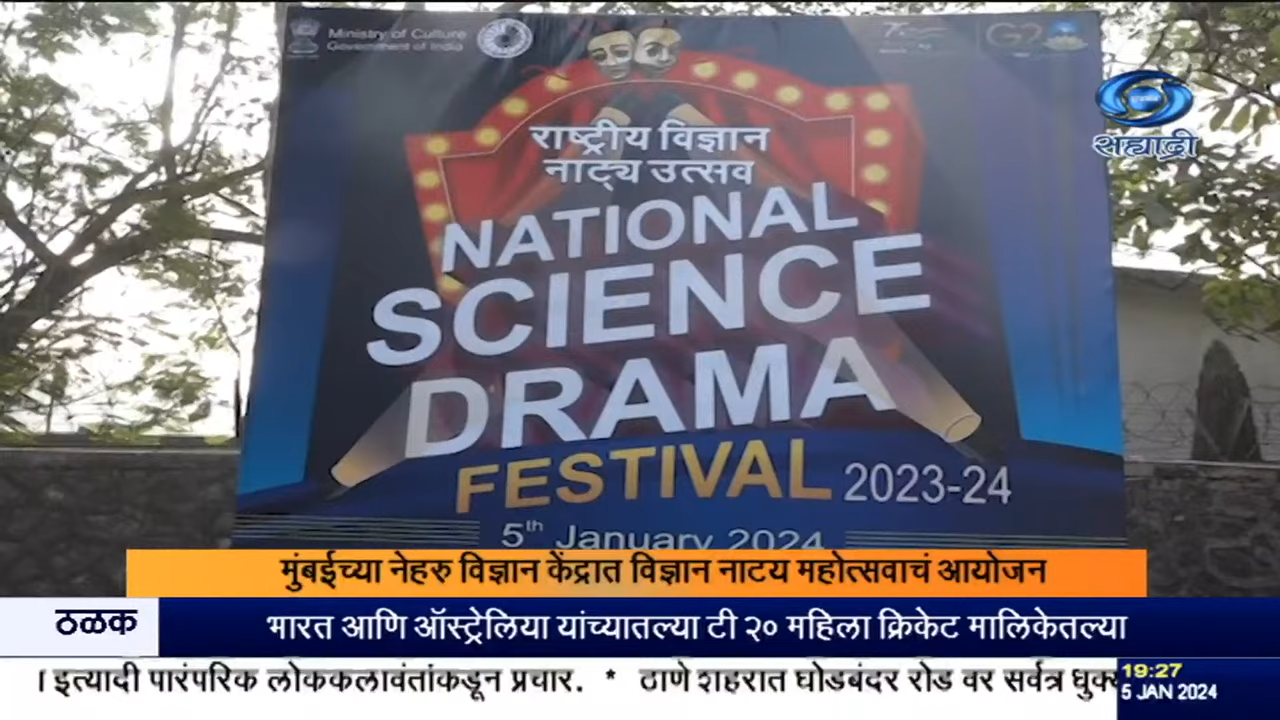 Ministry of Culture
Government of India
राष्ट्रीय विज्ञान
नाट्य उत्सव
NATIONAL
SCIENCE
DRAMA
FESTIVAL 2023-24
5th January 2024
सह्याद्री
मुंबईच्या नेहरु विज्ञान केंद्रात विज्ञान नाटय महोत्सवाचं आयोजन
ठळक
भारत आणि ऑस्ट्रेलिया यांच्यातल्या टी २० महिला क्रिकेट मालिकेतल्या
। इत्यादी पारंपरिक लोककलावंतांकडून प्रचार. * ठाणे शहरात घोडबंदर रोड वर सर्वत्र
19:27
5 JAN 2024